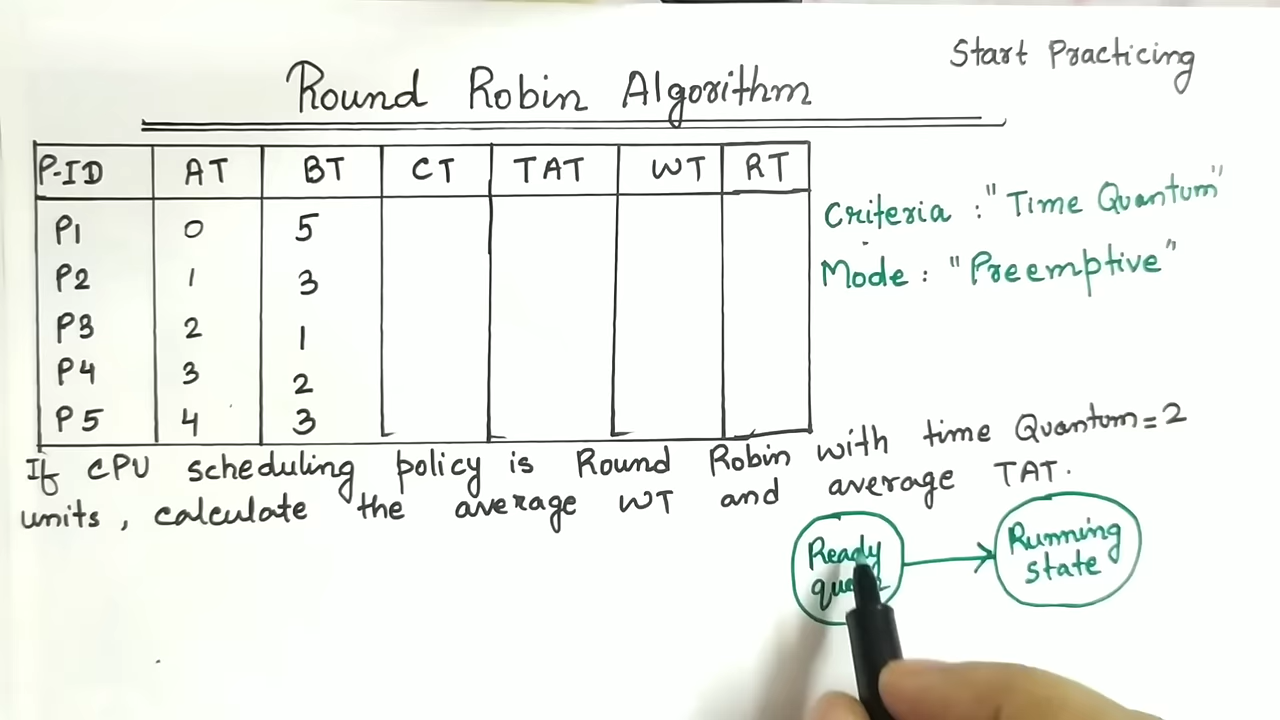 Start Practicing
Round Robin Algorithm
P-ID AT BT CT TAT WT RT
P1 0 5
P2 1 3
P3 2 1
P4 3 2
P5 4 3
Criteria : "Time Quantum"
Mode : "Preemptive"
If CPU scheduling policy is Round Robin with time Quantum = 2
units, calculate the average WT and average TAT.
Ready
Running
state